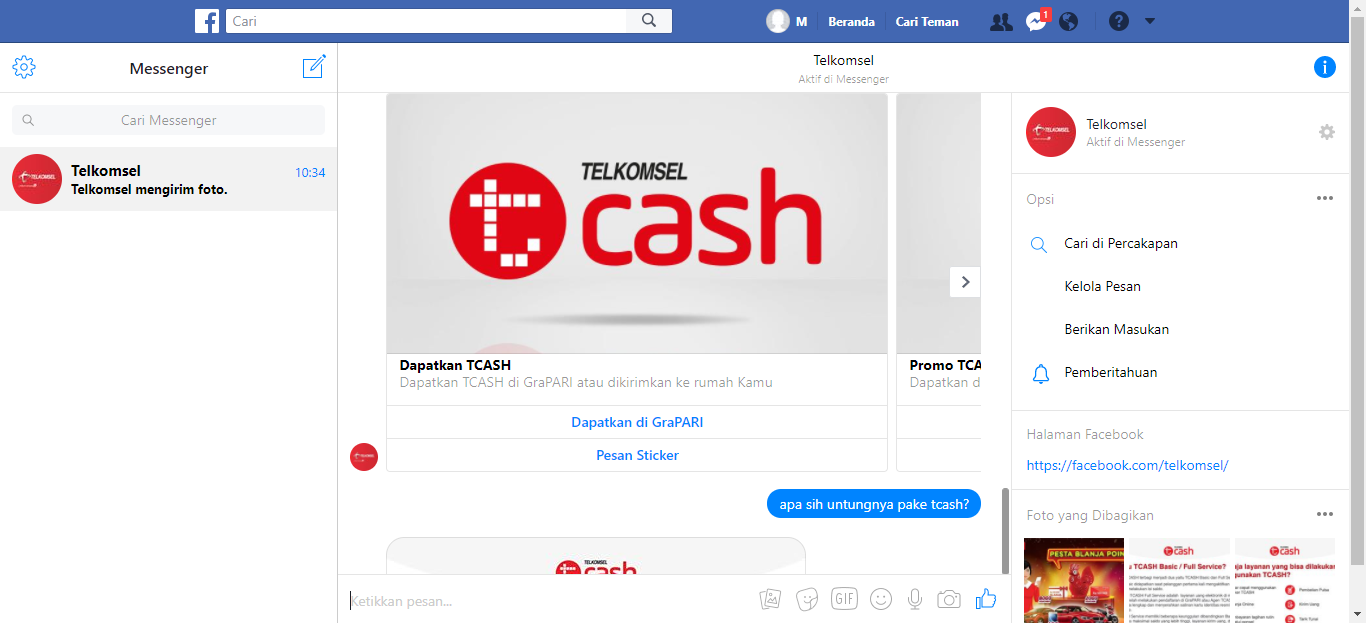 Cari
M
Beranda
Cari Teman
1
Messenger
Telkomsel
Aktif di Messenger
Cari Messenger
Telkomsel
10:34
Telkomsel mengirim foto.
TELKOMSEL
cash
Dapatkan TCASH
Dapatkan TCASH di GraPARI atau dikirimkan ke rumah Kamu
Dapatkan di GraPARI
Pesan Sticker
Promo TCA
Dapatkan d
apa sih untungnya pake tcash?
TELKOMSEL
cash
Ketikkan pesan...
GIF
Telkomsel
Aktif di Messenger
Opsi
Cari di Percakapan
Kelola Pesan
Berikan Masukan
Pemberitahuan
Halaman Facebook
https://facebook.com/telkomsel/
Foto yang Dibagikan
PESTA BLANJA POIN
cash
TCASH Basic / Full Service?
cash
layanan yang bisa dilakukan
gunakan TCASH?